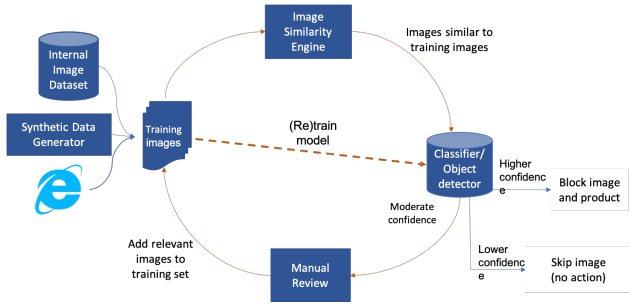 Image
Similarity
Engine
Images similar to
training images
Internal
Image
Dataset
Synthetic Data
Generator
Training
images
(Re)train
model
Classifier/
Object
detector
Higher
confidenc
e
Block image
and product
Moderate
confidence
Lower
confidenc
e
Skip image
(no action)
Add relevant
images to
training set
Manual
Review